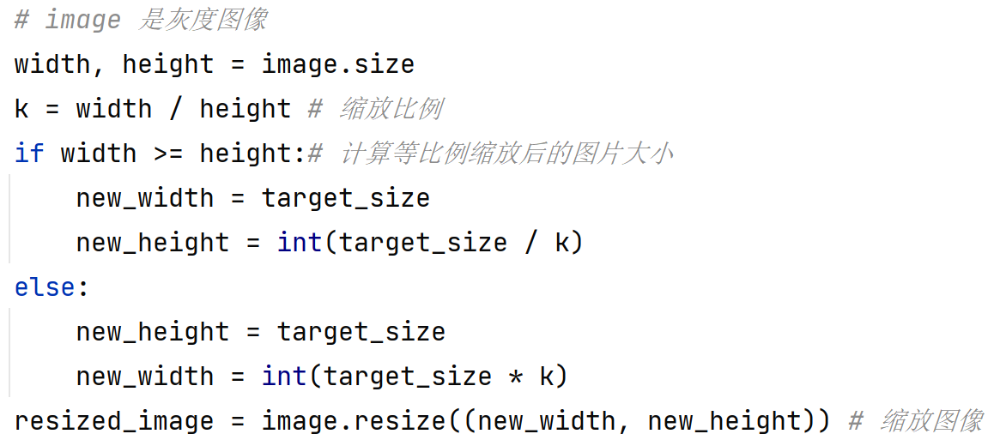 # image 是灰度图像
width, height = image.size
k = width / height # 缩放比例
if width >= height:# 计算等比例缩放后的图片大小
    new_width = target_size
    new_height = int(target_size / k)
else:
    new_height = target_size
    new_width = int(target_size * k)
resized_image = image.resize((new_width, new_height)) # 缩放图像